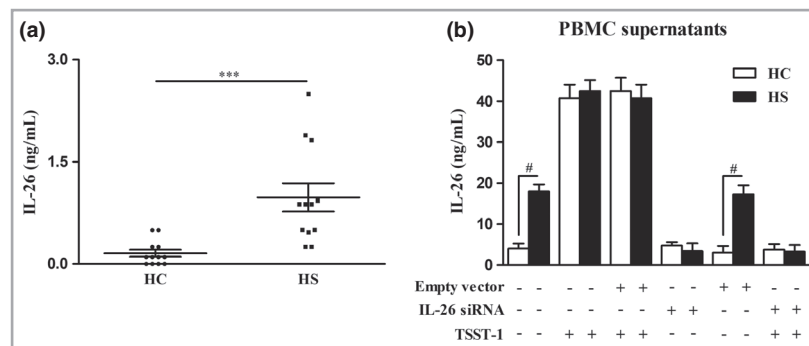 (a)
3.0
1.5
0.0
IL-26 (ng/mL)
***
HC HS
(b)
PBMC supernatants
50
40
30
20
10
0
IL-26 (ng/mL)
HC
HS
# #
Empty vector - - - - + + - - + + - -
IL-26 siRNA - - - - - - + + - - + +
TSST-1 - - + + + + - - - - + +